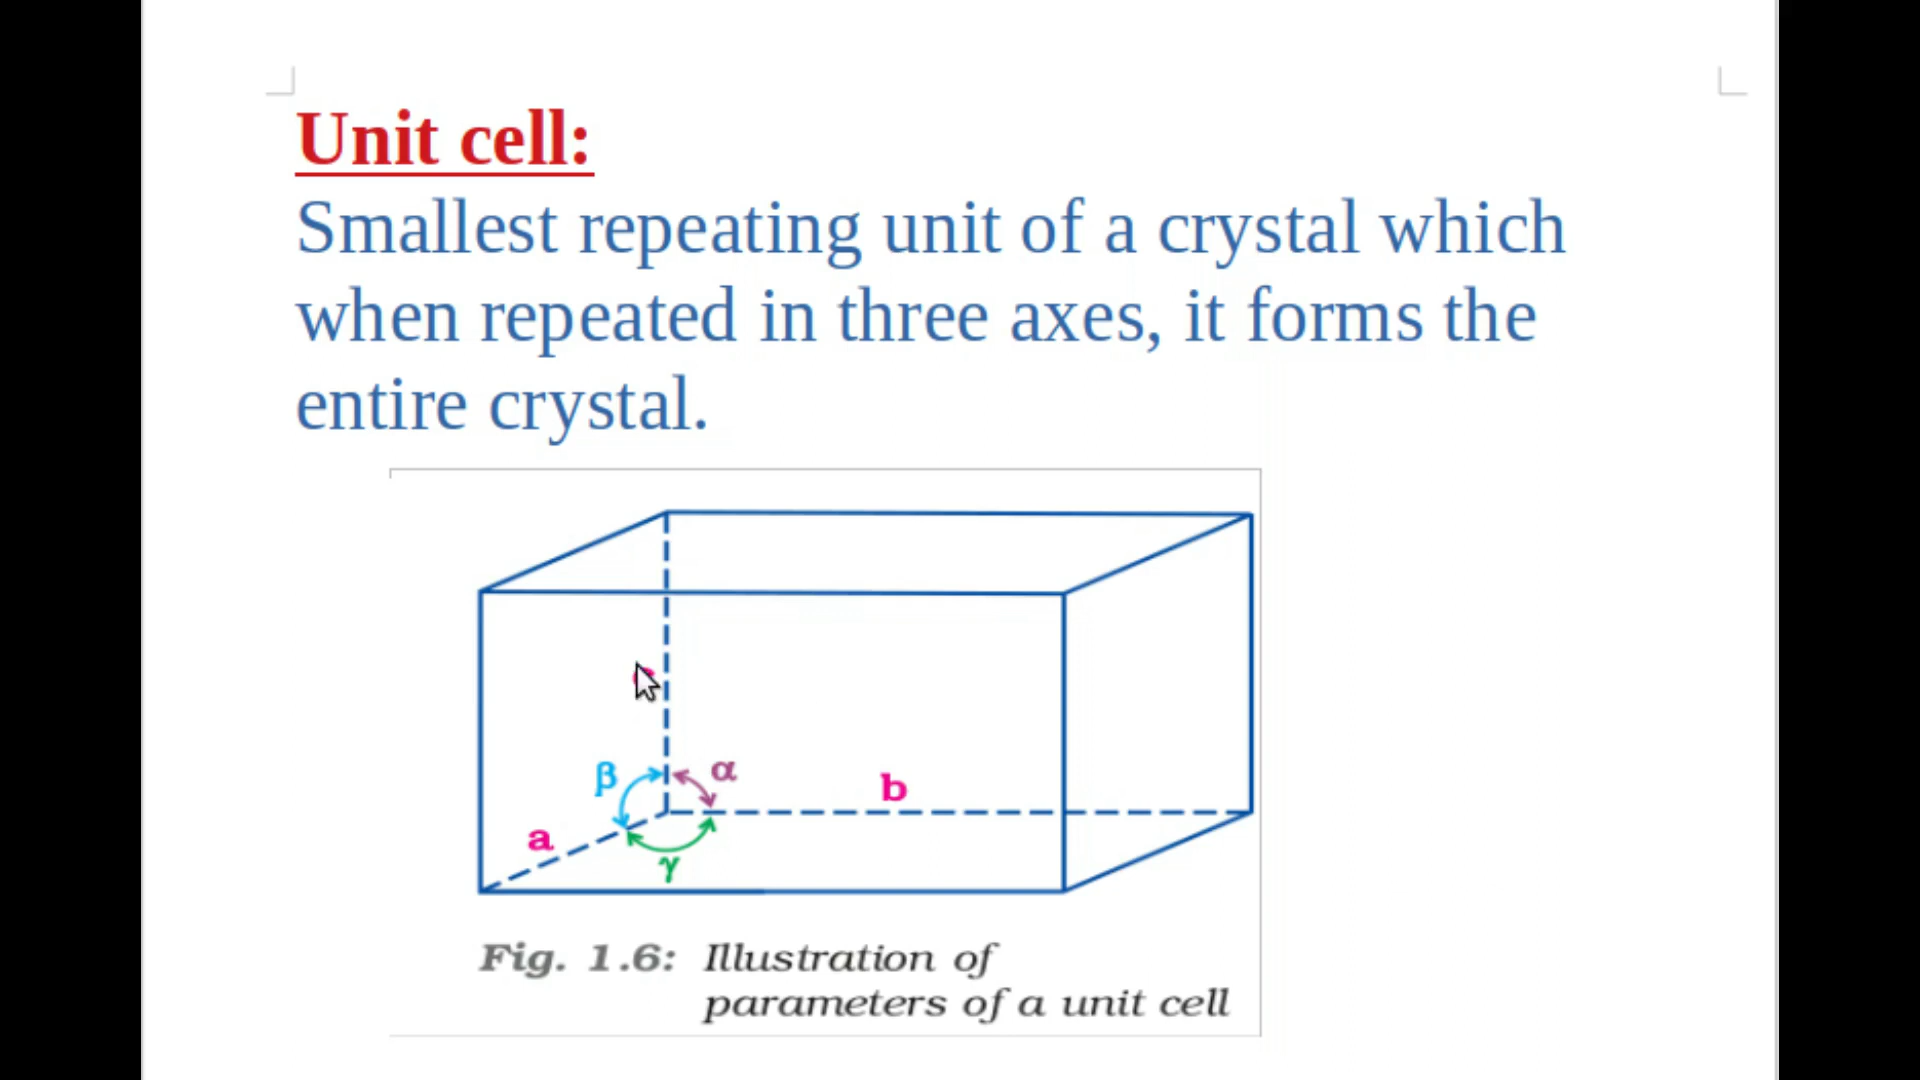 Unit cell:
Smallest repeating unit of a crystal which
when repeated in three axes, it forms the
entire crystal.
β
α
b
a
γ
Fig. 1.6: Illustration of
parameters of a unit cell